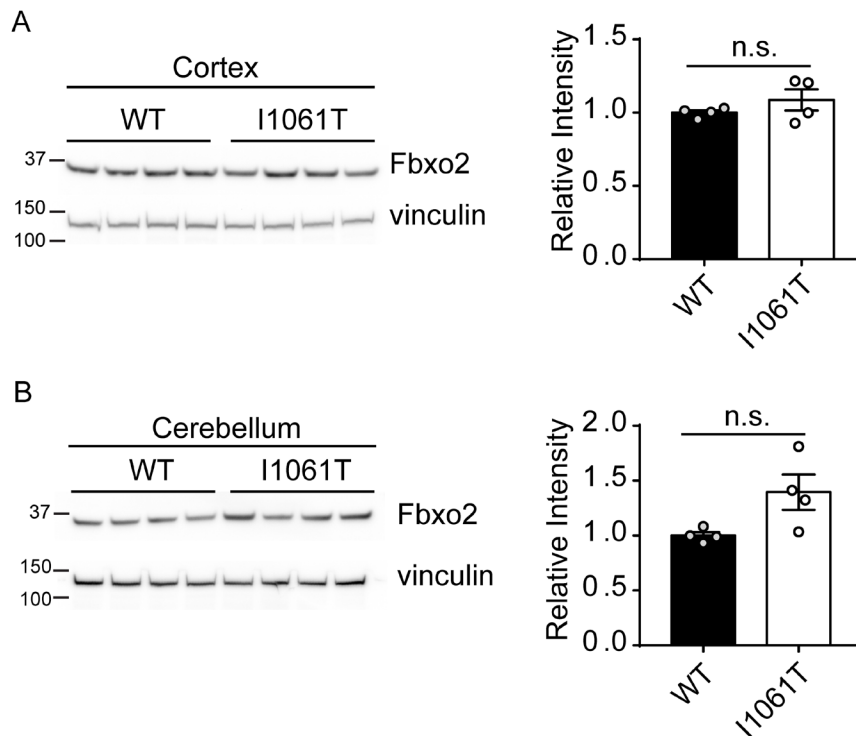 A
Cortex
WT I1061T
37
Fbxo2
150
vinculin
100
Relative Intensity
1.5
1.0
0.5
0.0
n.s.
WT
I1061T
B
Cerebellum
WT I1061T
37
Fbxo2
150
vinculin
100
Relative Intensity
2.0
1.5
1.0
0.5
0.0
n.s.
WT
I1061T